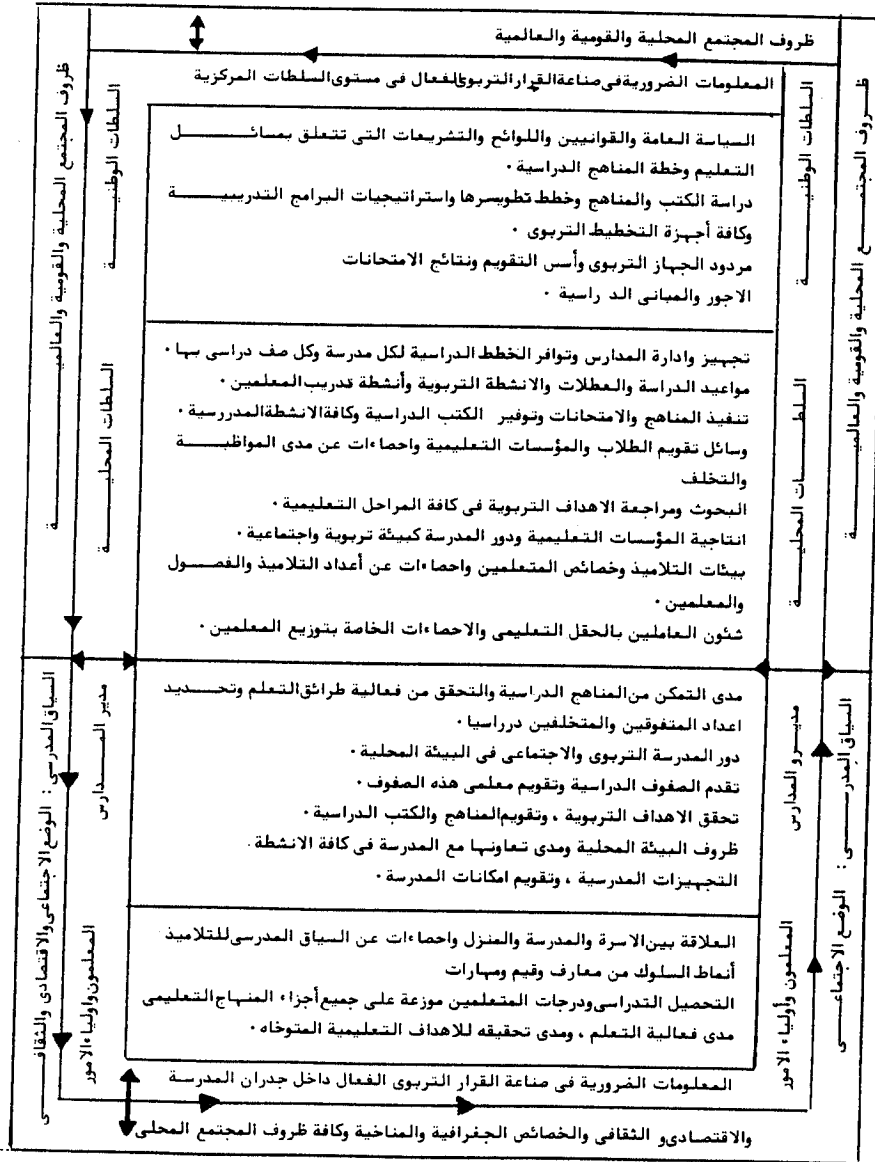 ظروف المجتمع المحلية والقومية والعالمية
المعلومات الضرورية فى صناعة القرار التربوى الفعال فى مستوى السلطات المركزية
ظروف المجتمع المحلية والقومية والعالمية
السلطات الوطنية
السياسة العامة والقوانيين واللوائح والتشريعات التى تتعلق بمسائل
التعليم وخطة المناهج الدراسية .
دراسة الكتب والمناهج وخطط تطويسرها واستراتيجيات البرامج التدريبية
وكافة أجهزة التخطيط التربوى .
مردود الجهاز التربوى وأسس التقويم ونتائج الامتحانات
الاجور والمبانى الد راسية .
السلطات الوطنية
ظروف المجتمع المحلية والقومية والعالمية
السلطات المحلية
تجهيز وادارة المدارس وتوافر الخطط الدراسية لكل مدرسة وكل صف دراسى بها .
مواعيد الدراسة والعطلات والانشطة التربوية وأنشطة تدريب المعلمين .
تنفيذ المناهج والامتحانات وتوفير الكتب الدراسية وكافة الانشطة المدررسية .
وسائل تقويم الطلاب والمؤسسات التعليمية واحصاءات عن مدى المواظبة
والتخلف
البحوث ومراجعة الاهداف التربوية فى كافة المراحل التعليمية .
انتاجية المؤسسات التعليمية ودور المدرسة كبيئة تربوية واجتماعية .
بيئات التلاميذ وخصائص المتعلمين واحصاءات عن أعداد التلاميذ والفصول
والمعلمين .
شئون العاملين بالحقل التعليمى والاحصاءات الخاصة بتوزيع المعلمين .
السلطات المحلية
السياق المدرسى : الوضع الاجتماعى
مديرو المدارس
مدى التمكن من المناهج الدراسية والتحقق من فعالية طرائق التعلم وتحديد
اعداد المتفوقين والمتخلفين درراسيا .
دور المدرسة التربوى والاجتماعى فى البيئة المحلية .
تقدم الصفوف الدراسية وتقويم معلمى هذه الصفوف .
تحقق الاهداف التربوية ، وتقويم المناهج والكتب الدراسية .
ظروف البيئة المحلية ومدى تعاونها مع المدرسة فى كافة الانشطة .
التجهيزات المدرسية ، وتقويم امكانات المدرسة .
مدير المدارس
السياق المدرسى : الوضع الاجتماعى والاقتصادى والثقافى
المعلمون وأولياء الامور
العلاقة بين الاسرة والمدرسة والمنزل واحصاءات عن السياق المدرسى للتلاميذ
أنماط السلوك من معارف وقيم ومهارات
التحصيل التدراسى ودرجات المتعلمين موزعة على جميع أجزاء المنهاج التعليمى
مدى فعالية التعلم ، ومدى تحقيقه للاهداف التعليمية المتوخاه .
المعلمون وأولياء الامور
المعلومات الضرورية فى صناعة القرار التربوى الفعال داخل جدران المدرسة
والاقتصادى و الثقافى والخصائص الجغرافية والمناخية وكافة ظروف المجتمع المحلى